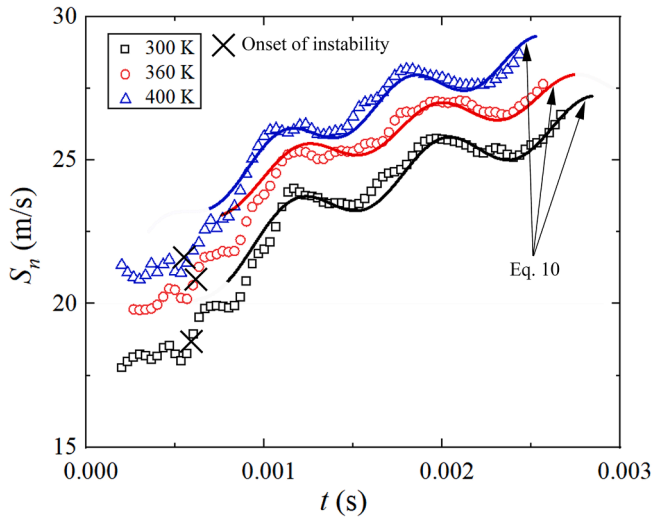 30
25
20
15
S_n (m/s)
300 K
360 K
400 K
Onset of instability
Eq. 10
0.000
0.001
0.002
0.003
t (s)